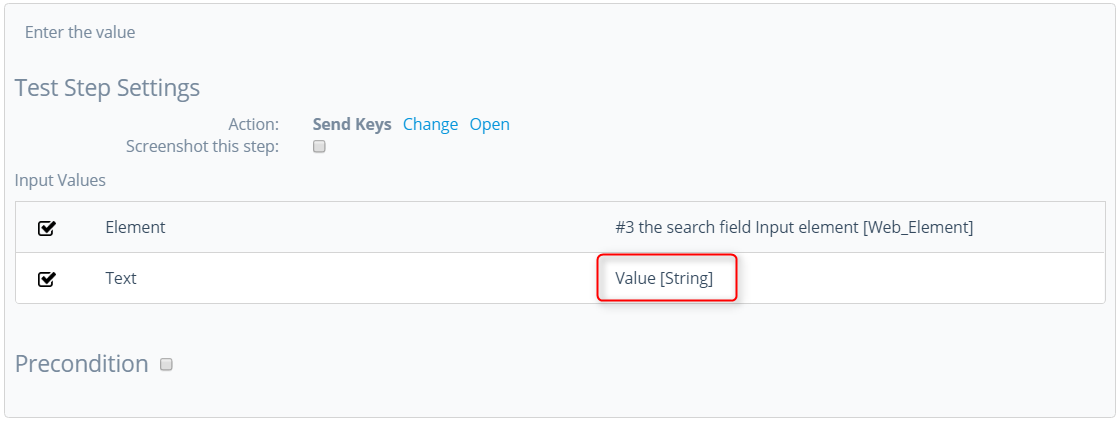 Enter the value
Test Step Settings
Action: Send Keys Change Open
Screenshot this step:
Input Values
Element #3 the search field Input element [Web_Element]
Text Value [String]
Precondition